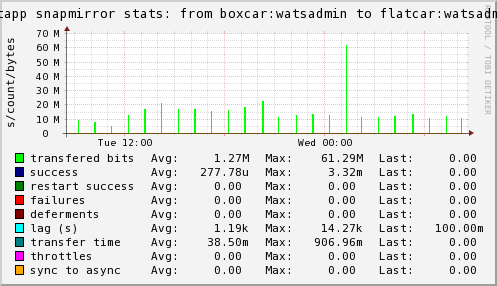 capp snapmirror stats: from boxcar:watsadmin to flatcar:watsadm
RRDTOOL / TOBI OETIKER
s/count/bytes
70 M
60 M
50 M
40 M
30 M
20 M
10 M
0
Tue 12:00 Wed 00:00
transfered bits Avg: 1.27M Max: 61.29M Last: 0.00
success Avg: 277.78u Max: 3.32m Last: 0.00
restart success Avg: 0.00 Max: 0.00 Last: 0.00
failures Avg: 0.00 Max: 0.00 Last: 0.00
deferments Avg: 0.00 Max: 0.00 Last: 0.00
lag (s) Avg: 1.19k Max: 14.27k Last: 100.00m
transfer time Avg: 38.50m Max: 906.96m Last: 0.00
throttles Avg: 0.00 Max: 0.00 Last: 0.00
sync to async Avg: 0.00 Max: 0.00 Last: 0.00